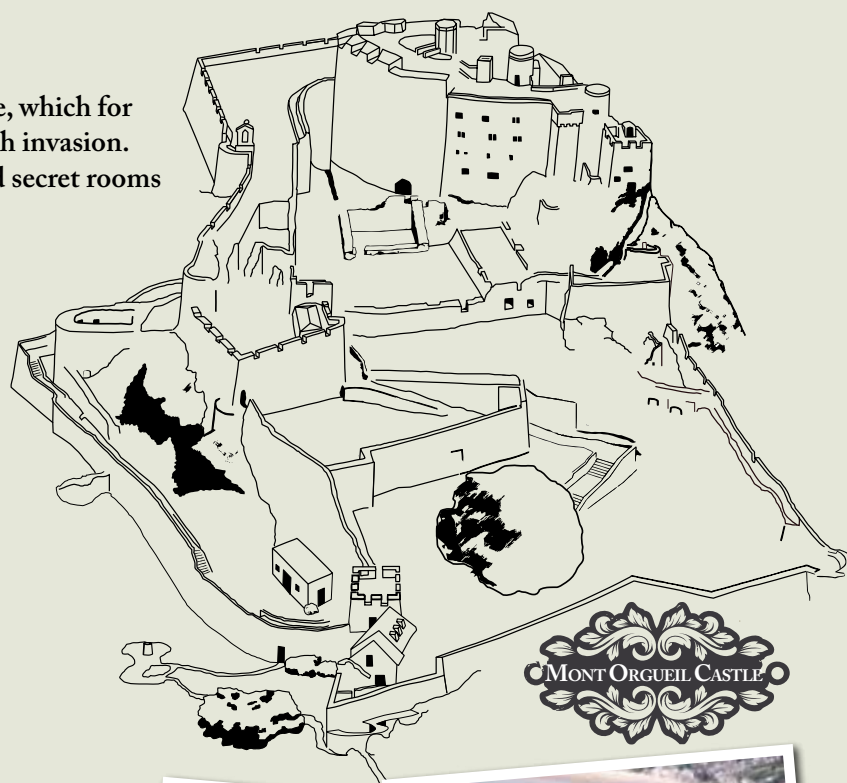 e, which for
h invasion.
d secret rooms
MONT ORGUEIL CASTLE